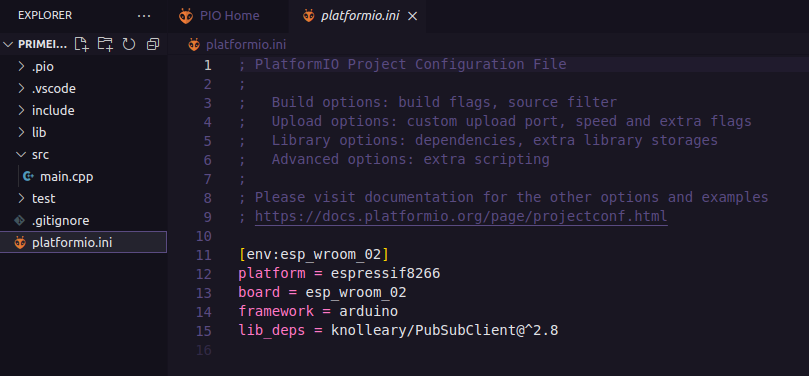 EXPLORER
PRIMEI...
.pio
.vscode
include
lib
src
main.cpp
test
.gitignore
platformio.ini
PIO Home
platformio.ini
platformio.ini
1 ; PlatformIO Project Configuration File
2 ;
3 ;   Build options: build flags, source filter
4 ;   Upload options: custom upload port, speed and extra flags
5 ;   Library options: dependencies, extra library storages
6 ;   Advanced options: extra scripting
7 ;
8 ; Please visit documentation for the other options and examples
9 ; https://docs.platformio.org/page/projectconf.html
10
11 [env:esp_wroom_02]
12 platform = espressif8266
13 board = esp_wroom_02
14 framework = arduino
15 lib_deps = knolleary/PubSubClient@^2.8
16